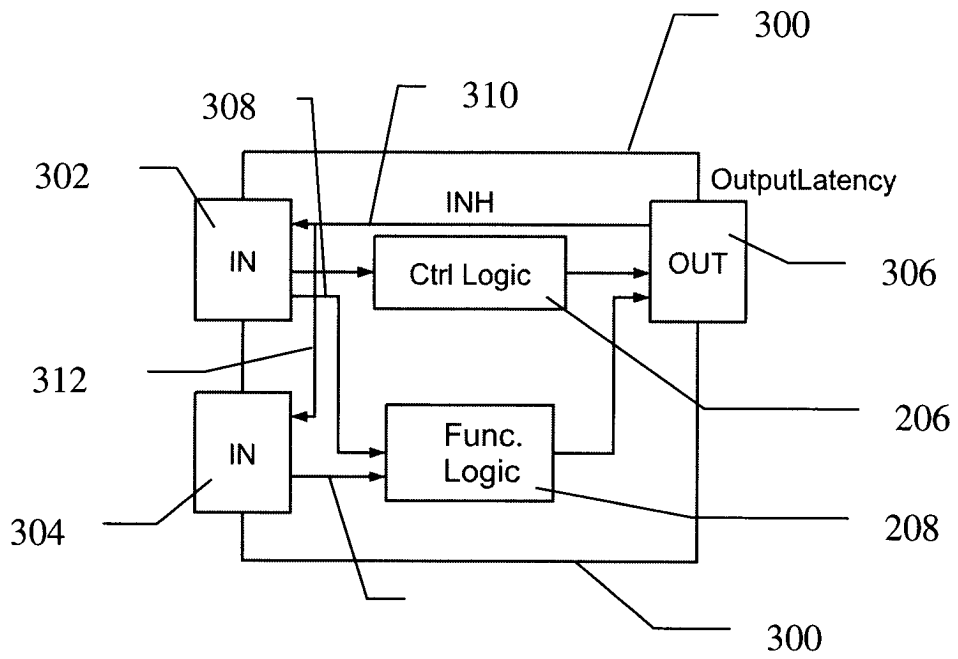 300
310
308
302
OutputLatency
INH
IN
Ctrl Logic
OUT
306
312
206
IN
Func.
Logic
304
208
300